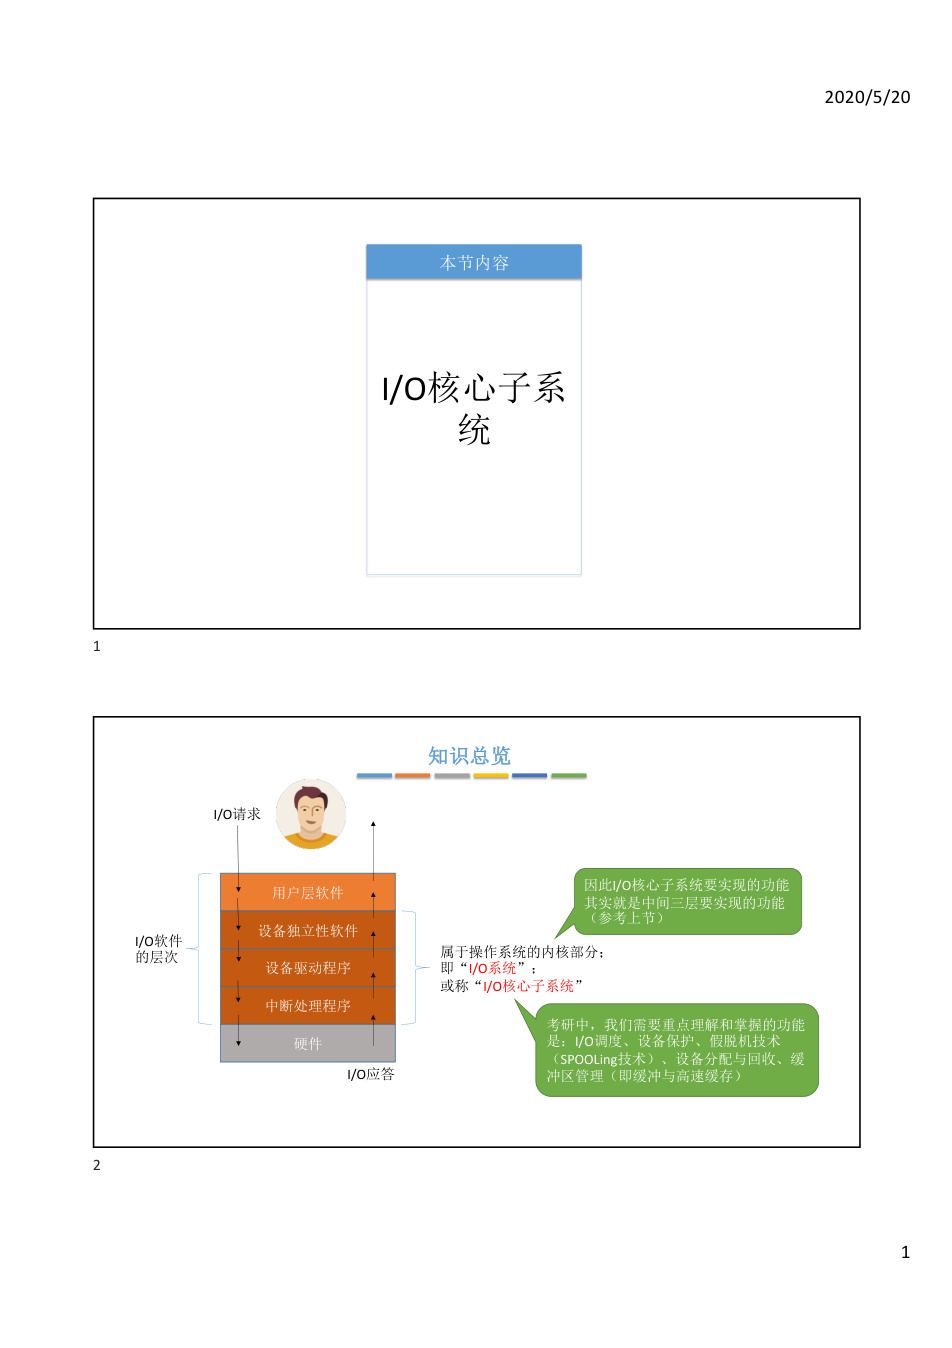 2020/5/20
本节内容
I/O核心子系
统
1
知识总览
I/O请求
用户层软件
设备独立性软件
设备驱动程序
中断处理程序
硬件
I/O软件
的层次
I/O应答
因此I/O核心子系统要实现的功能
其实就是中间三层要实现的功能
（参考上节）
属于操作系统的内核部分；
即“I/O系统”；
或称“I/O核心子系统”
考研中，我们需要重点理解和掌握的功能
是：I/O调度、设备保护、假脱机技术
（SPOOLing技术）、设备分配与回收、缓
冲区管理（即缓冲与高速缓存）
2
1